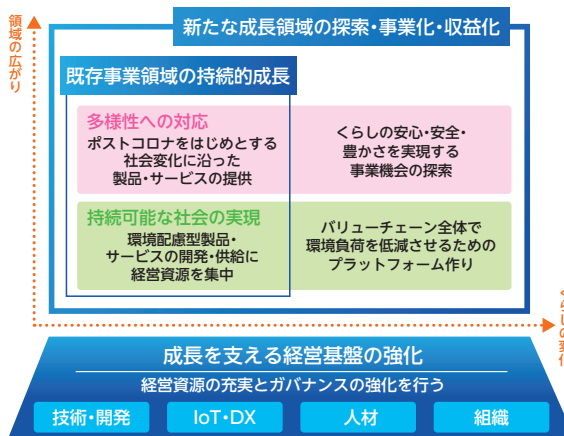 領域の広がり
新たな成長領域の探索・事業化・収益化
既存事業領域の持続的成長
多様性への対応
ポストコロナをはじめとする
社会変化に沿った
製品・サービスの提供
くらしの安心・安全・
豊かさを実現する
事業機会の探索
持続可能な社会の実現
環境配慮型製品・
サービスの開発・供給に
経営資源を集中
バリューチェーン全体で
環境負荷を低減させるための
プラットフォーム作り
くらしの変化
成長を支える経営基盤の強化
経営資源の充実とガバナンスの強化を行う
技術・開発
IoT・DX
人材
組織